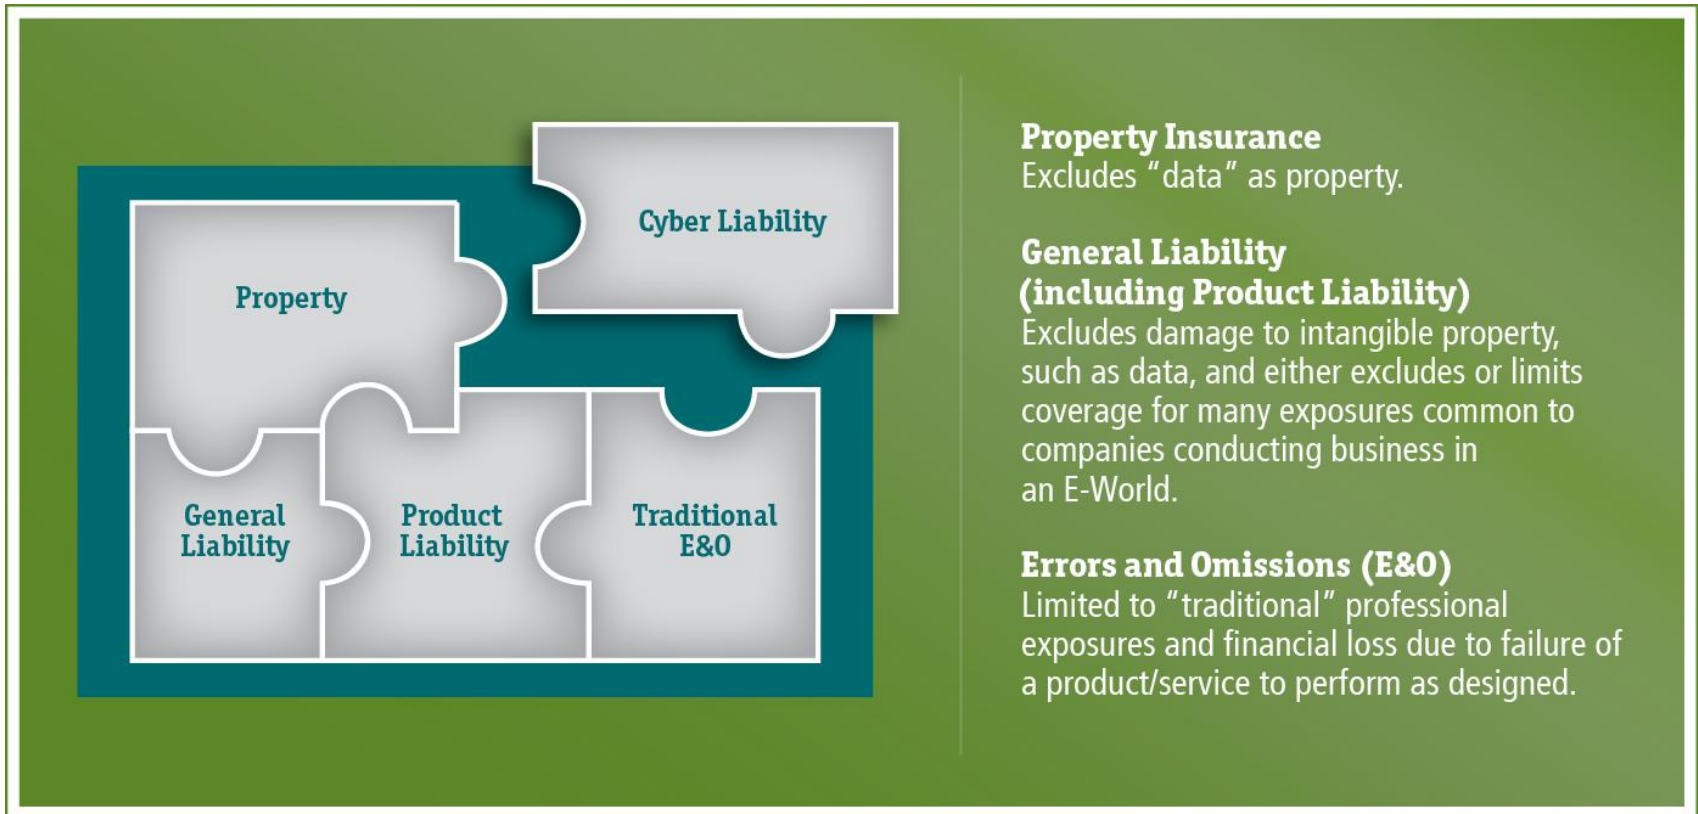 Cyber Liability
Property
General
Liability
Product
Liability
Traditional
E&O
Property Insurance
Excludes “data” as property.
General Liability
(including Product Liability)
Excludes damage to intangible property,
such as data, and either excludes or limits
coverage for many exposures common to
companies conducting business in
an E-World.
Errors and Omissions (E&O)
Limited to “traditional” professional
exposures and financial loss due to failure of
a product/service to perform as designed.